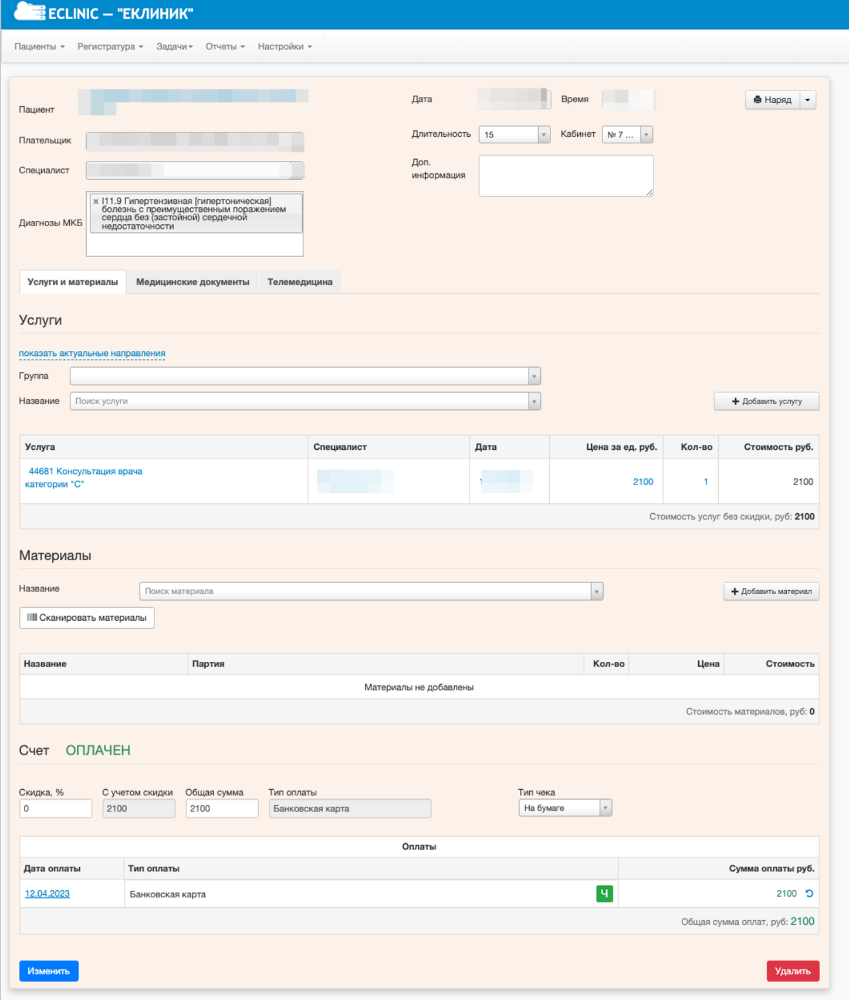 ECLINIC — "ЕКЛИНИК"
Пациенты Регистратура Задачи Отчеты Настройки
Пациент
Дата Время Наряд
Плательщик
Длительность 15 Кабинет № 7 ...
Специалист
Доп.
информация
Диагнозы МКБ
I11.9 Гипертензивная [гипертоническая]
болезнь с преимущественным поражением
сердца без (застойной) сердечной
недостаточности
Услуги и материалы Медицинские документы Телемедицина
Услуги
показать актуальные направления
Группа
Название Поиск услуги Добавить услугу
Услуга Специалист Дата Цена за ед. руб. Кол-во Стоимость руб.
44681 Консультация врача
категории "С"
2100 1 2100
Стоимость услуг без скидки, руб: 2100
Материалы
Название Поиск материала Добавить материал
Сканировать материалы
Название Партия Кол-во Цена Стоимость
Материалы не добавлены
Стоимость материалов, руб: 0
Счет ОПЛАЧЕН
Скидка, % С учетом скидки Общая сумма Тип оплаты Тип чека
0 2100 2100 Банковская карта На бумаге
Оплаты
Дата оплаты Тип оплаты Сумма оплаты руб.
12.04.2023 Банковская карта Ч 2100
Общая сумма оплат, руб: 2100
Изменить Удалить